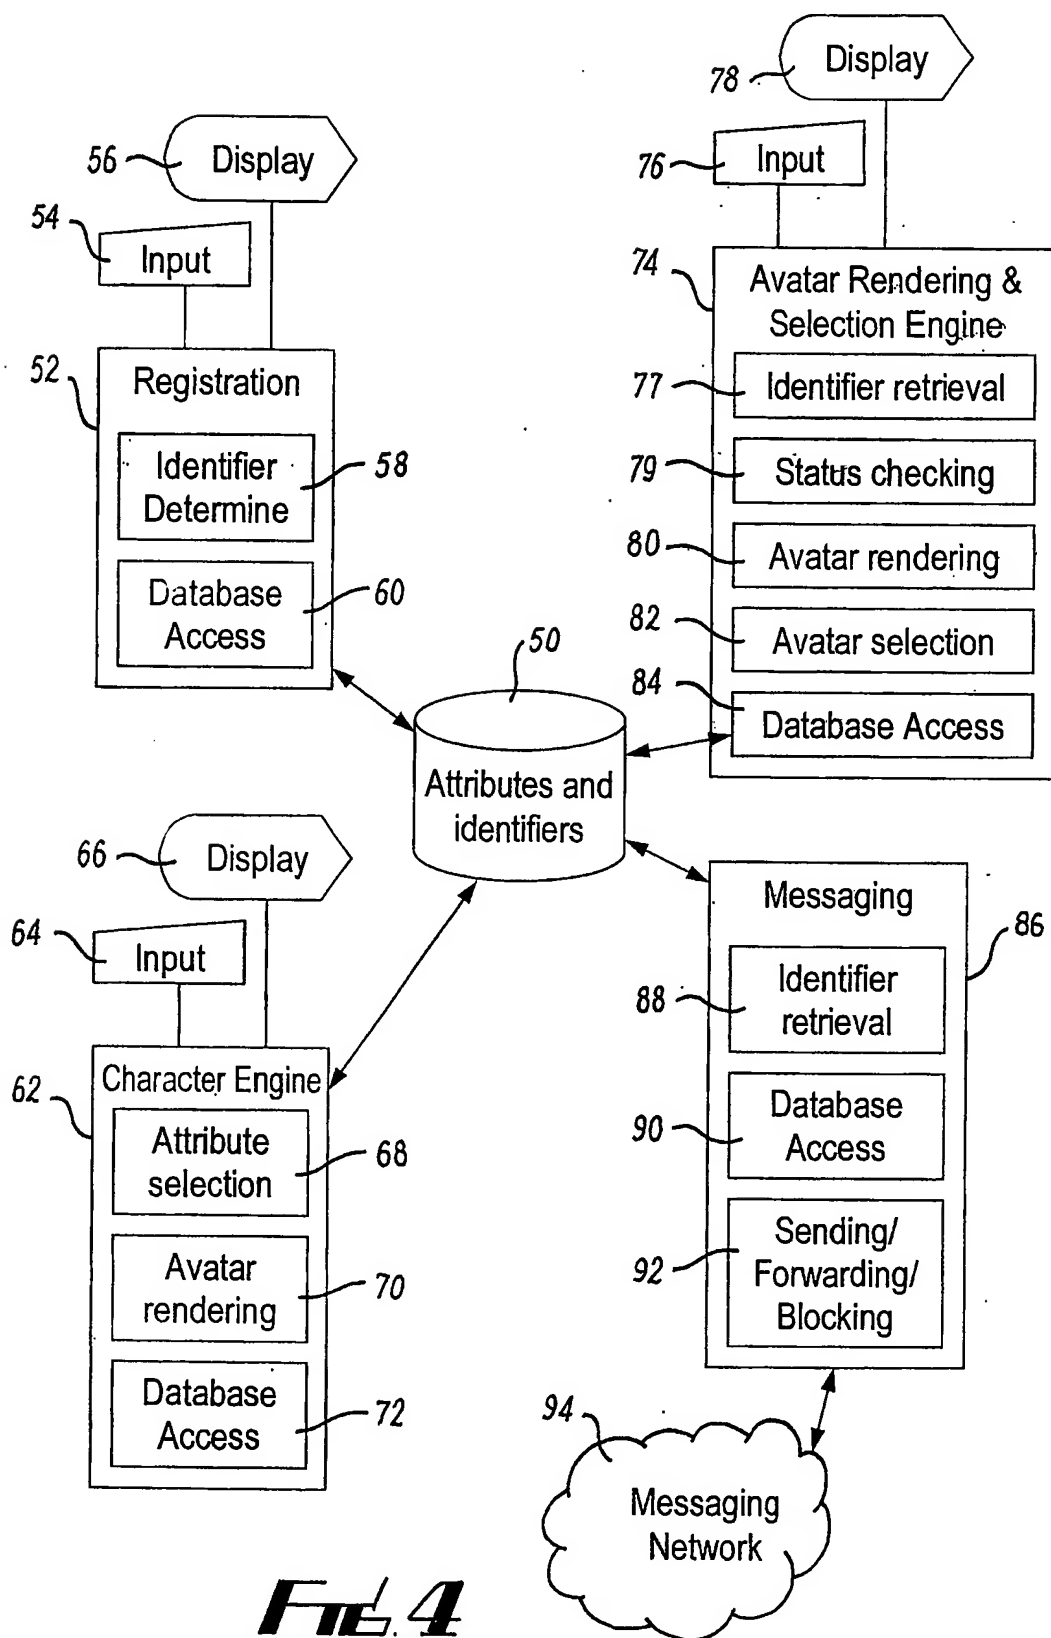 56
Display
54
Input
52
Registration
Identifier
Determine
58
Database
Access
60
78
Display
76
Input
74
Avatar Rendering &
Selection Engine
77
Identifier retrieval
79
Status checking
80
Avatar rendering
82
Avatar selection
84
Database Access
50
Attributes and
identifiers
66
Display
64
Input
62
Character Engine
Attribute
selection
68
Avatar
rendering
70
Database
Access
72
Messaging
86
88
Identifier
retrieval
90
Database
Access
92
Sending/
Forwarding/
Blocking
94
Messaging
Network
FIG. 4